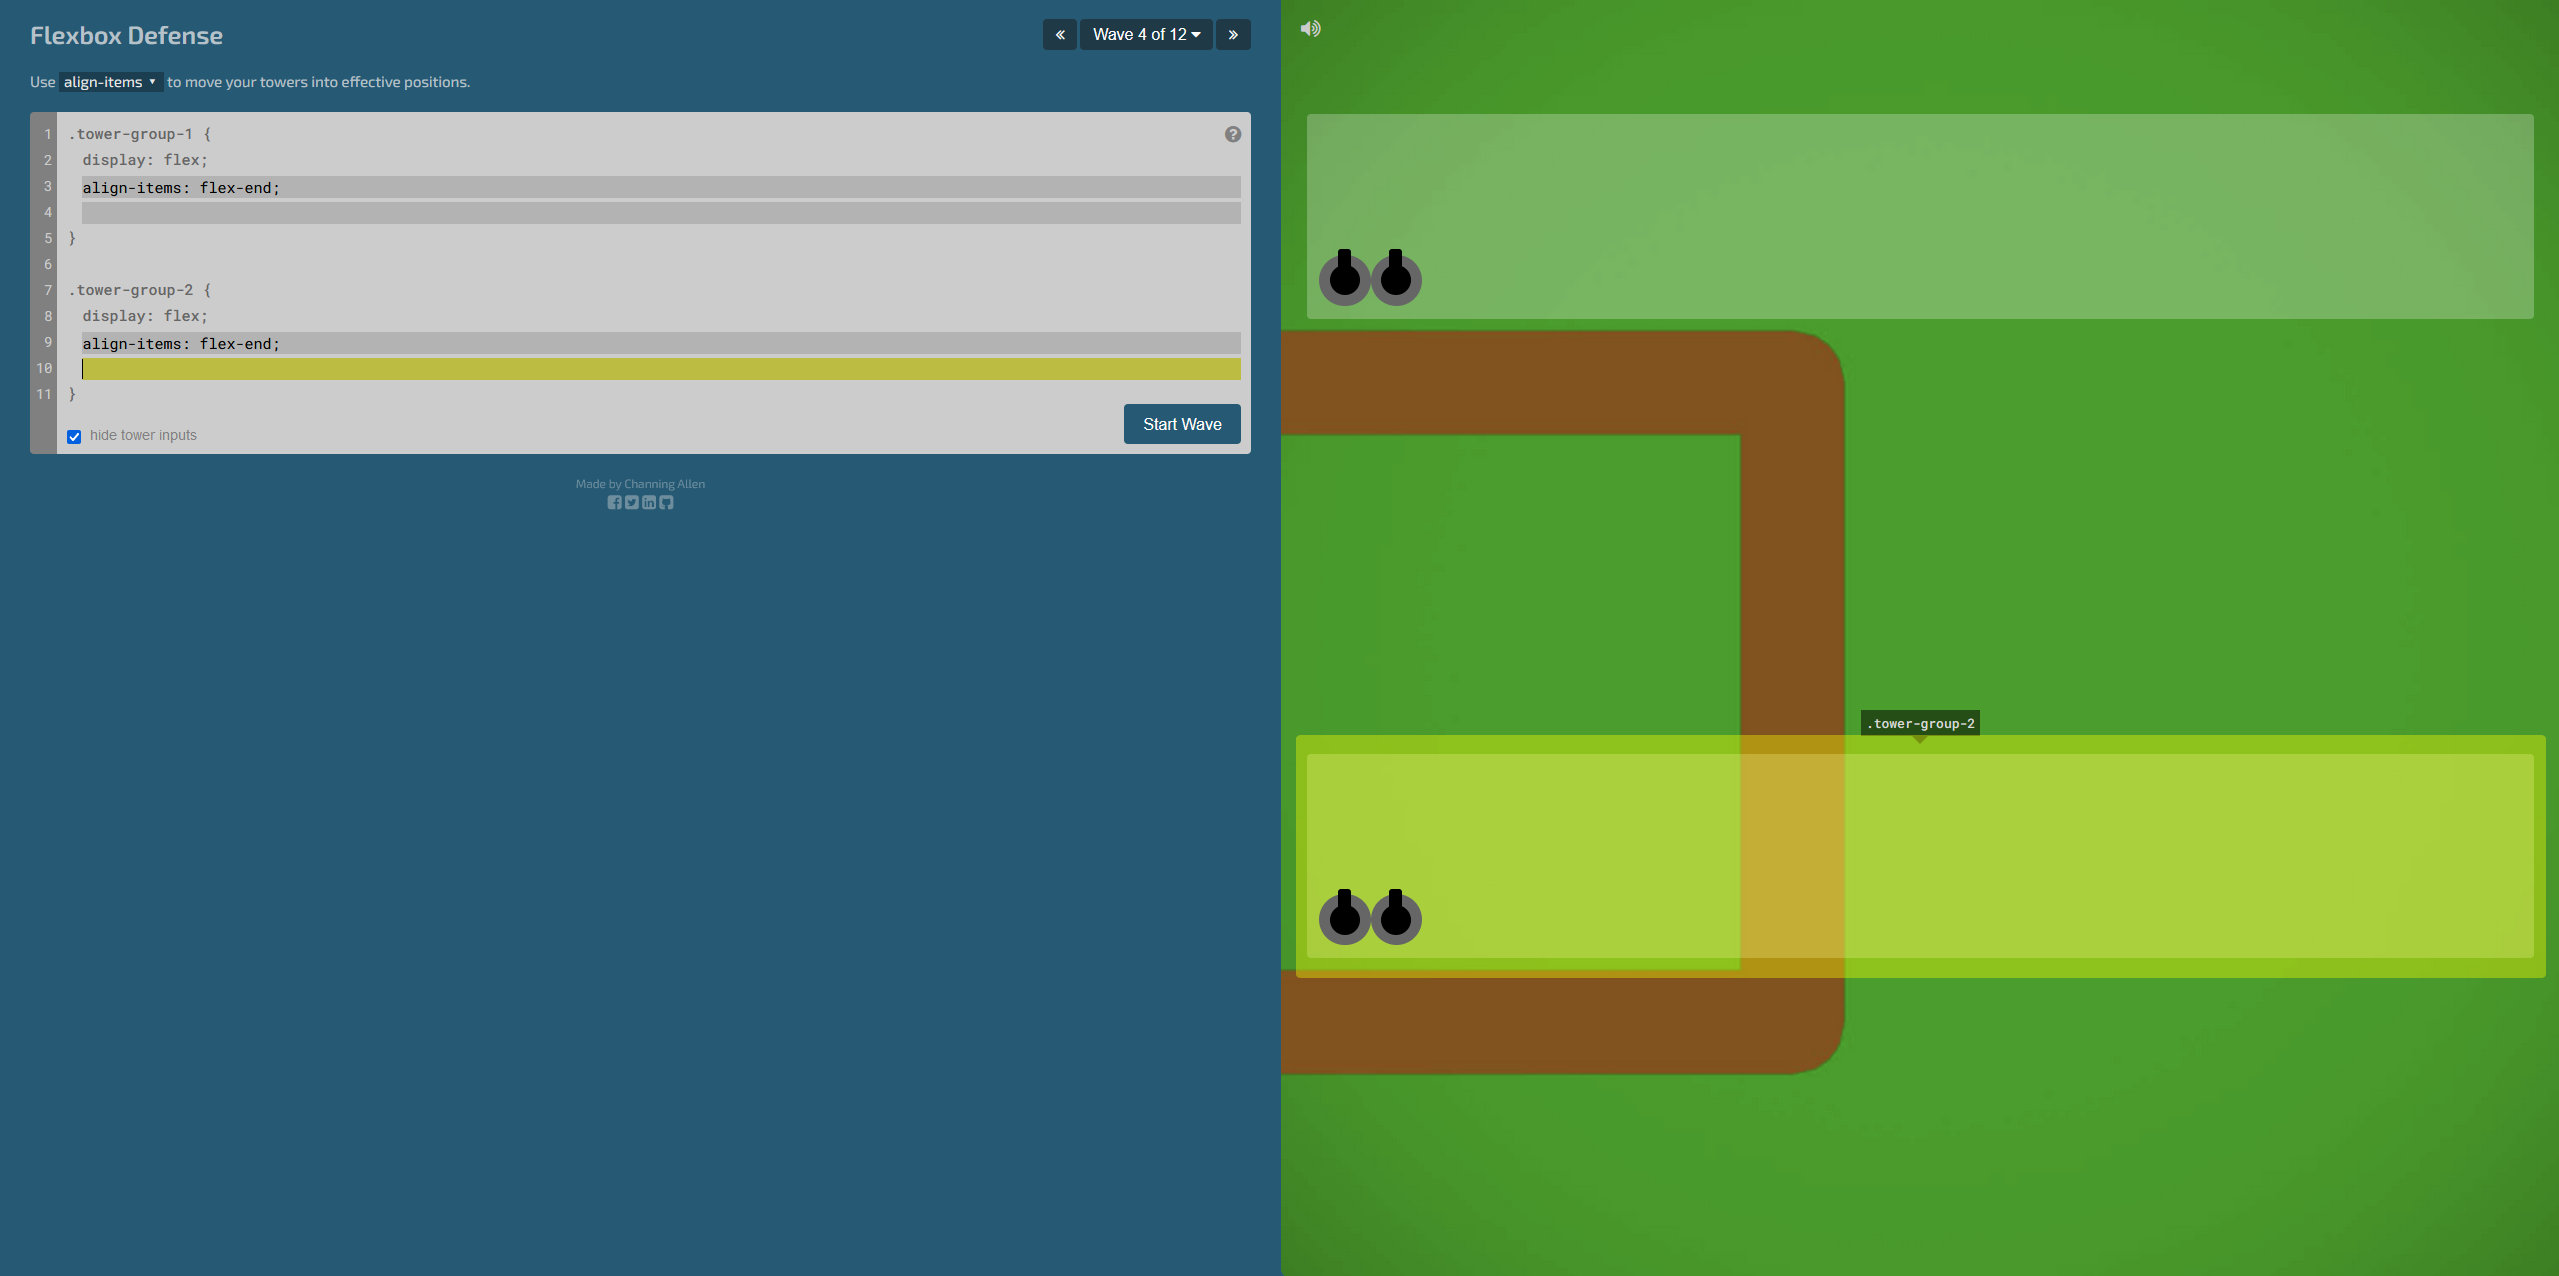 Flexbox Defense
« Wave 4 of 12 »
Use align-items ▾ to move your towers into effective positions.
1 .tower-group-1 {
2 display: flex;
3 align-items: flex-end;
4
5 }
6
7 .tower-group-2 {
8 display: flex;
9 align-items: flex-end;
10
11 }
hide tower inputs
Start Wave
Made by Channing Allen
.tower-group-2